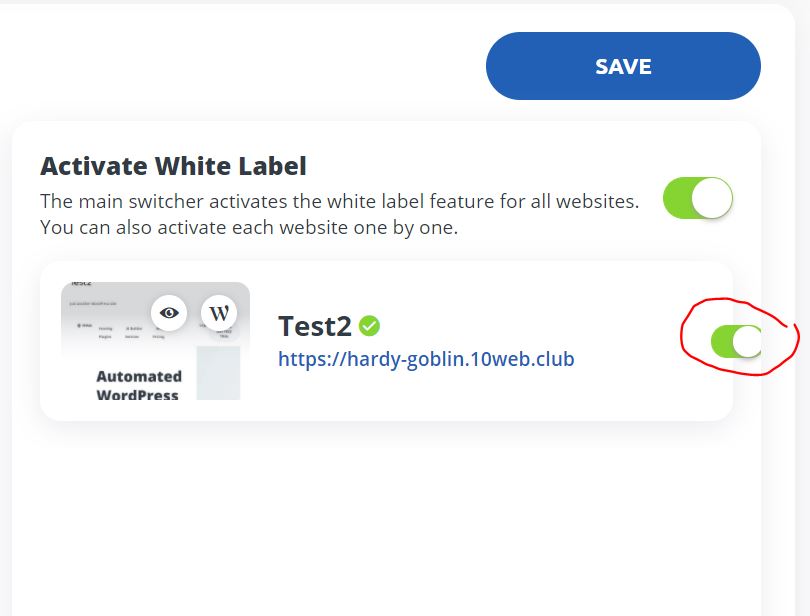 SAVE
Activate White Label
The main switcher activates the white label feature for all websites.
You can also activate each website one by one.
Test2
W
Automated
WordPress
Test2
https://hardy-goblin.10web.club